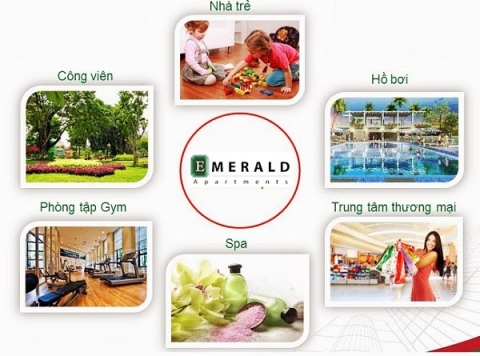 Nhà trẻ
Công viên
Hồ bơi
EMERALD
Apartments
Phòng tập Gym
Trung tâm thương mại
Spa